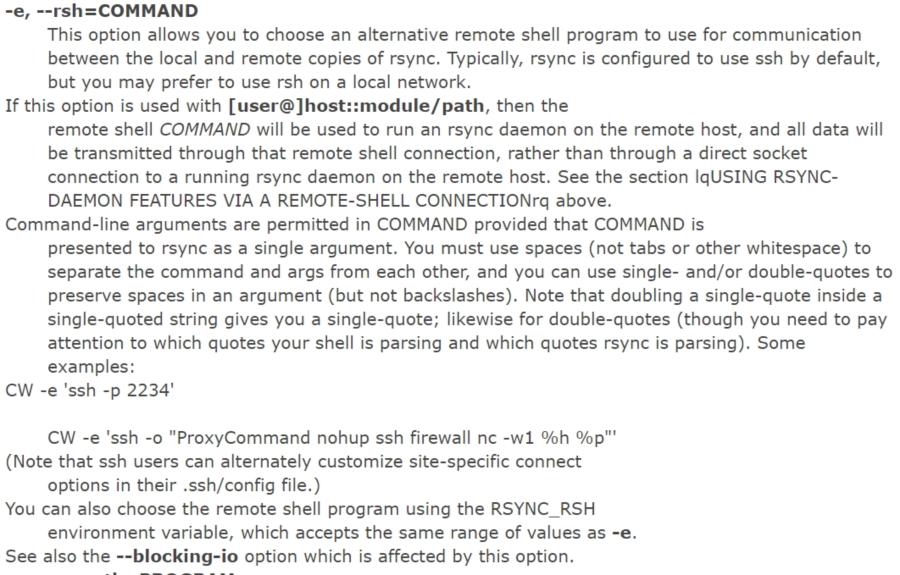 -e, --rsh=COMMAND
This option allows you to choose an alternative remote shell program to use for communication
between the local and remote copies of rsync. Typically, rsync is configured to use ssh by default,
but you may prefer to use rsh on a local network.
If this option is used with [user@]host::module/path, then the
remote shell COMMAND will be used to run an rsync daemon on the remote host, and all data will
be transmitted through that remote shell connection, rather than through a direct socket
connection to a running rsync daemon on the remote host. See the section lqUSING RSYNC-
DAEMON FEATURES VIA A REMOTE-SHELL CONNECTIONrq above.
Command-line arguments are permitted in COMMAND provided that COMMAND is
presented to rsync as a single argument. You must use spaces (not tabs or other whitespace) to
separate the command and args from each other, and you can use single- and/or double-quotes to
preserve spaces in an argument (but not backslashes). Note that doubling a single-quote inside a
single-quoted string gives you a single-quote; likewise for double-quotes (though you need to pay
attention to which quotes your shell is parsing and which quotes rsync is parsing). Some
examples:
CW -e 'ssh -p 2234'
CW -e 'ssh -o "ProxyCommand nohup ssh firewall nc -w1 %h %p"'
(Note that ssh users can alternately customize site-specific connect
options in their .ssh/config file.)
You can also choose the remote shell program using the RSYNC_RSH
environment variable, which accepts the same range of values as -e.
See also the --blocking-io option which is affected by this option.